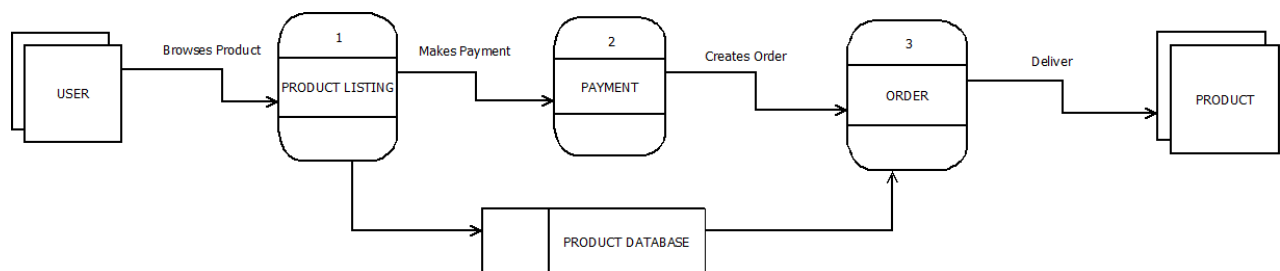 1
2
3
Browses Product
Makes Payment
Creates Order
Deliver
USER
PRODUCT LISTING
PAYMENT
ORDER
PRODUCT
PRODUCT DATABASE